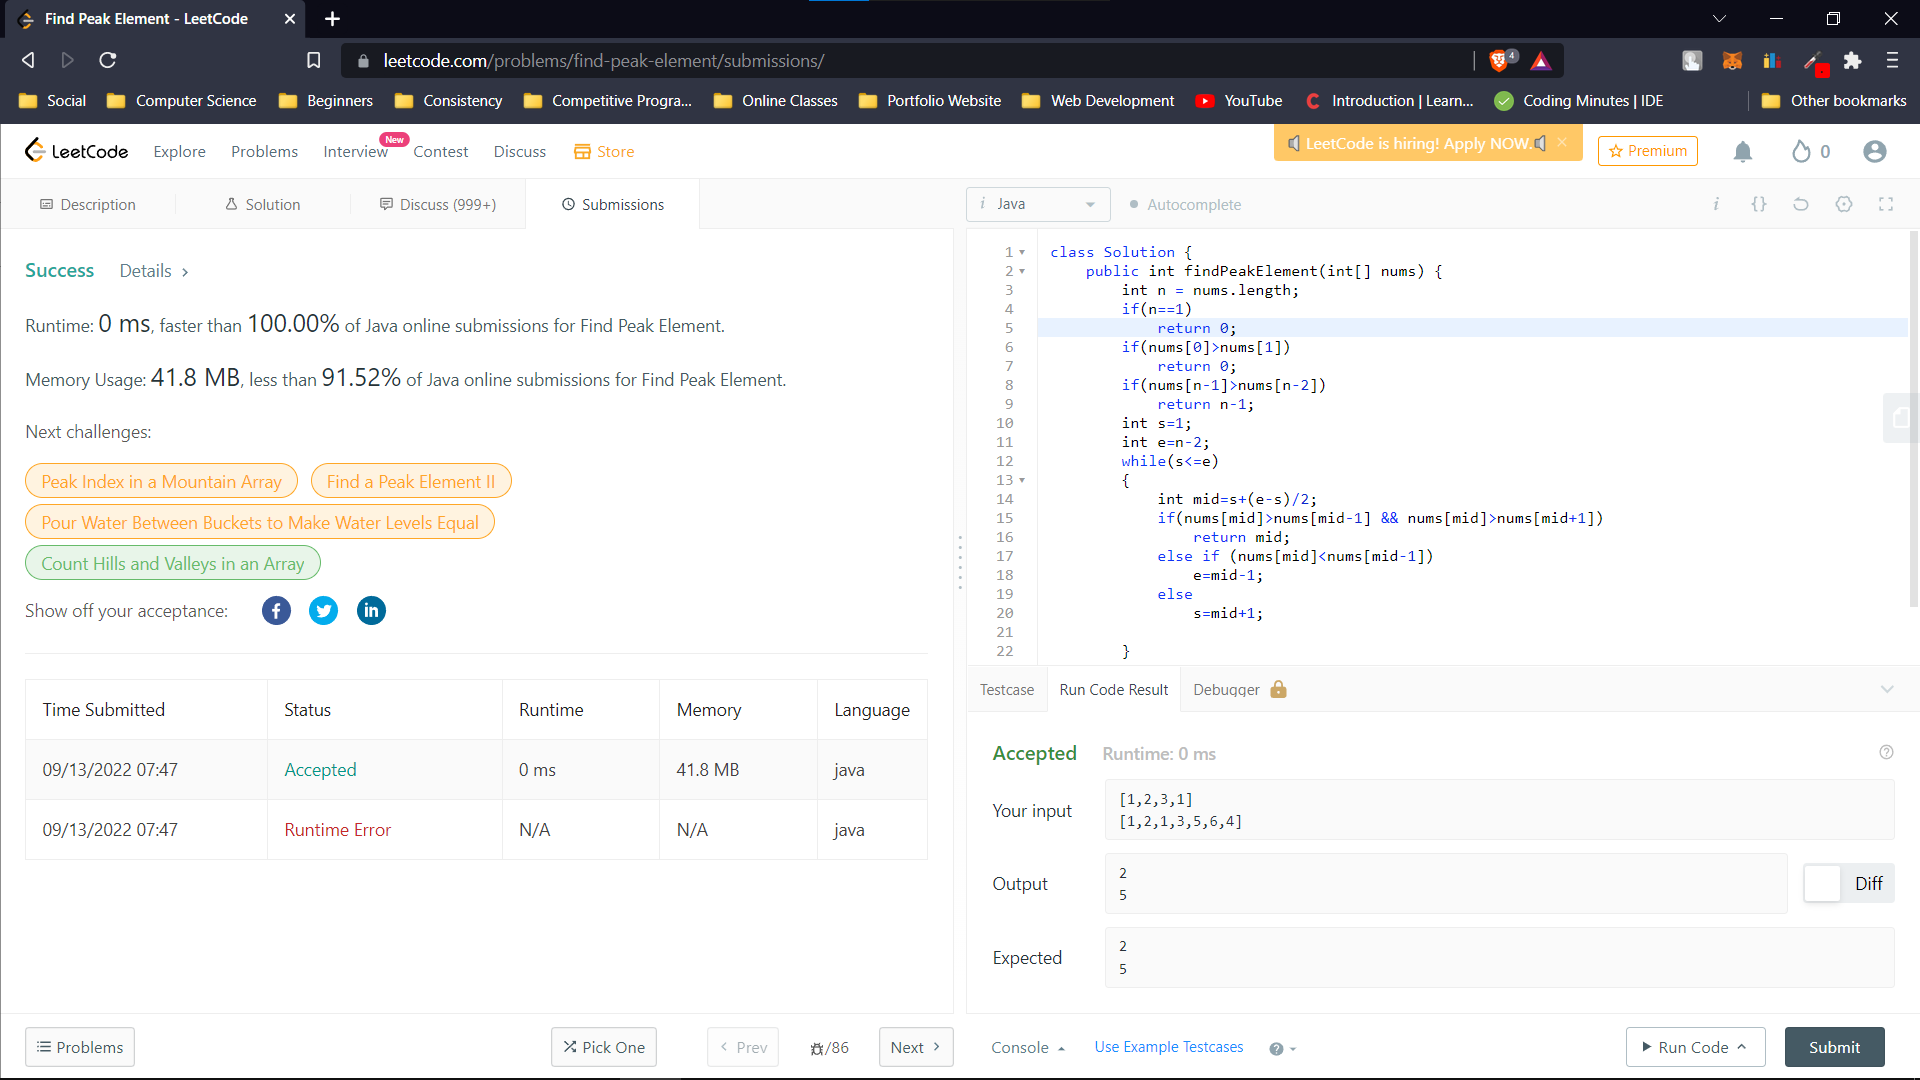 Find Peak Element - LeetCode
leetcode.com/problems/find-peak-element/submissions/
4
Social
Computer Science
Beginners
Consistency
Competitive Progra...
Online Classes
Portfolio Website
Web Development
YouTube
Introduction | Learn...
Coding Minutes | IDE
Other bookmarks
LeetCode
Explore
Problems
Interview
New
Contest
Discuss
Store
LeetCode is hiring! Apply NOW.
Premium
0
Description
Solution
Discuss (999+)
Submissions
i Java
Autocomplete
Success
Details
Runtime: 0 ms, faster than 100.00% of Java online submissions for Find Peak Element.
Memory Usage: 41.8 MB, less than 91.52% of Java online submissions for Find Peak Element.
Next challenges:
Peak Index in a Mountain Array
Find a Peak Element II
Pour Water Between Buckets to Make Water Levels Equal
Count Hills and Valleys in an Array
Show off your acceptance:
Time Submitted Status Runtime Memory Language
09/13/2022 07:47 Accepted 0 ms 41.8 MB java
09/13/2022 07:47 Runtime Error N/A N/A java
Problems
Pick One
Prev
/86
Next
1 class Solution {
2 public int findPeakElement(int[] nums) {
3 int n = nums.length;
4 if(n==1)
5 return 0;
6 if(nums[0]>nums[1])
7 return 0;
8 if(nums[n-1]>nums[n-2])
9 return n-1;
10 int s=1;
11 int e=n-2;
12 while(s<=e)
13 {
14 int mid=s+(e-s)/2;
15 if(nums[mid]>nums[mid-1] && nums[mid]>nums[mid+1])
16 return mid;
17 else if (nums[mid]<nums[mid-1])
18 e=mid-1;
19 else
20 s=mid+1;
21
22 }
Testcase
Run Code Result
Debugger
Accepted
Runtime: 0 ms
Your input
[1,2,3,1]
[1,2,1,3,5,6,4]
Output
2
5
Diff
Expected
2
5
Console
Use Example Testcases
Run Code
Submit